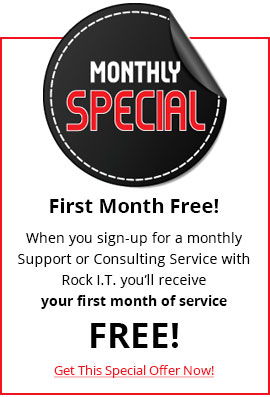 MONTHLY
SPECIAL
First Month Free!
When you sign-up for a monthly
Support or Consulting Service with
Rock I.T. you’ll receive
your first month of service
FREE!
Get This Special Offer Now!